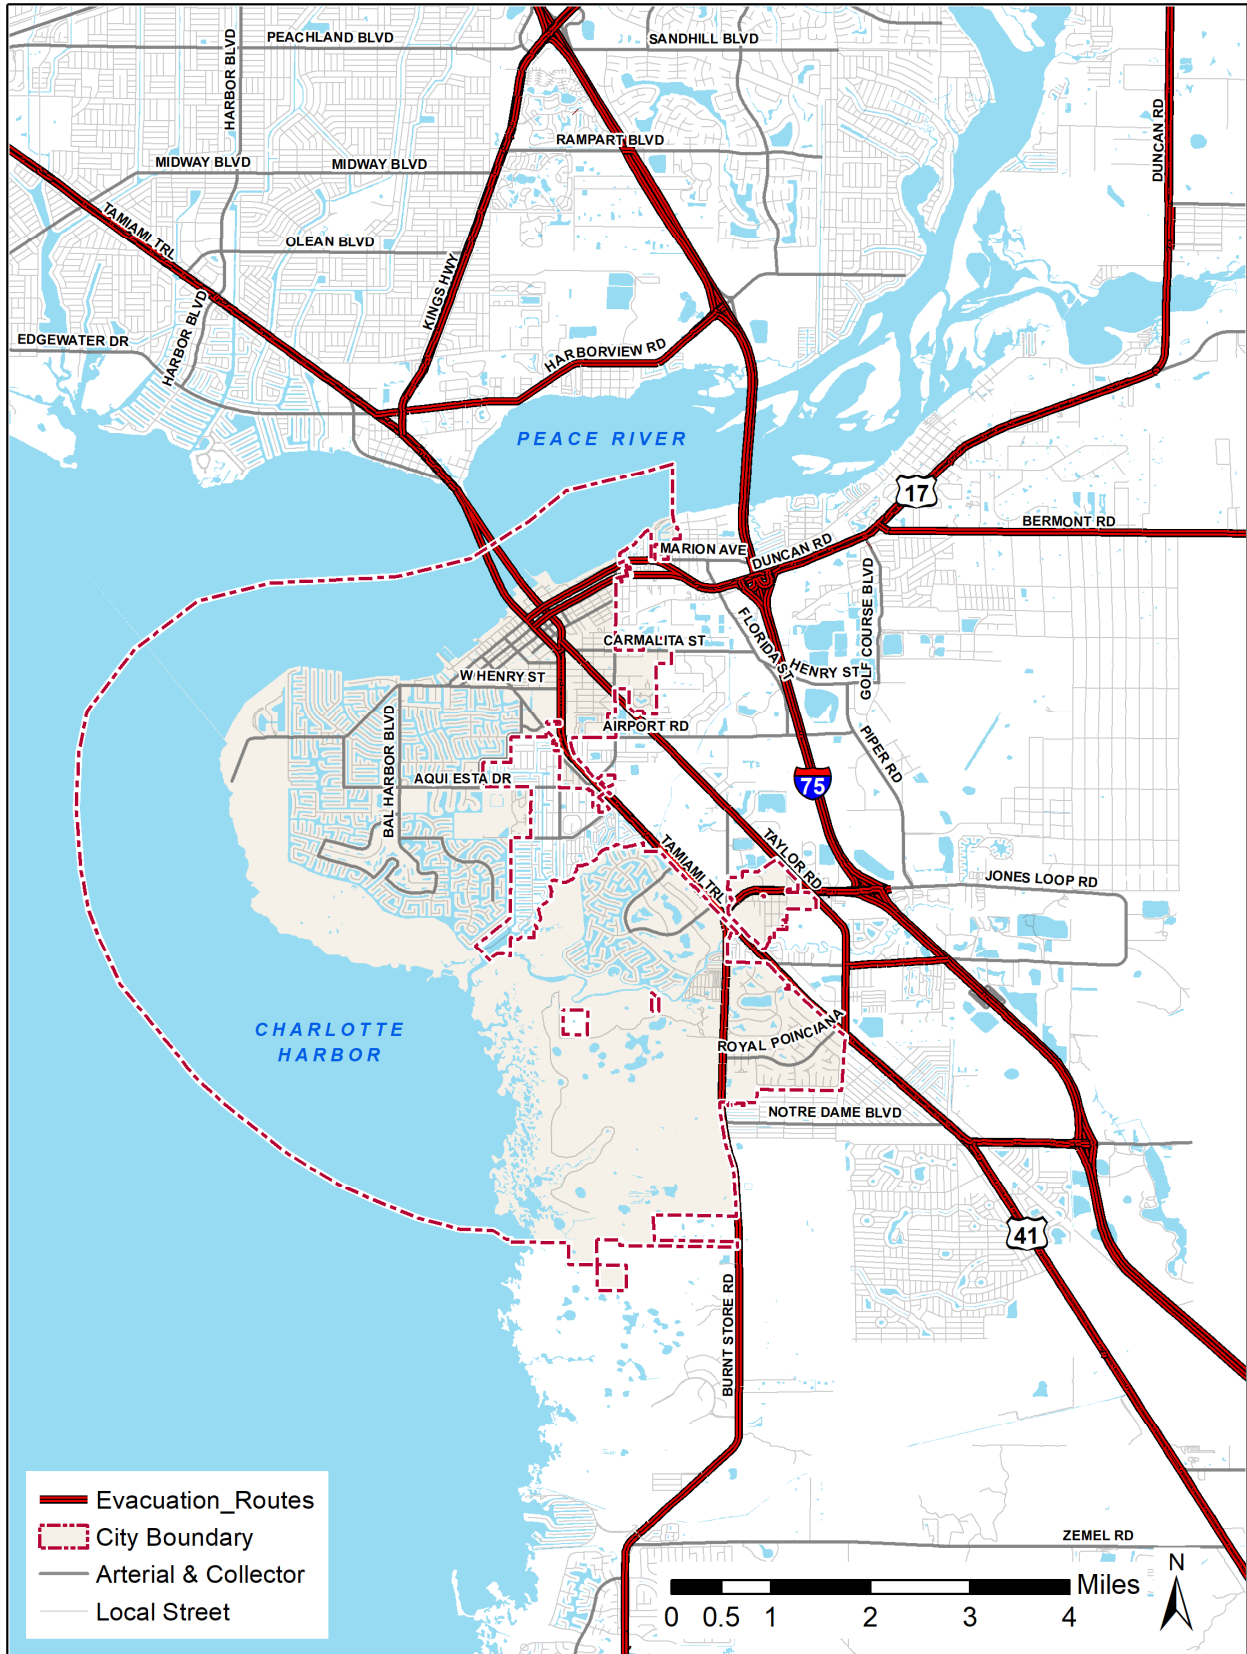 PEACHLAND BLVD
SANDHILL BLVD
HARBOR BLVD
DUNCAN RD
RAMPART BLVD
MIDWAY BLVD
MIDWAY BLVD
TAMIAMI TRL
OLEAN BLVD
KINGS HWY
EDGEWATER DR
HARBOR BLVD
HARBORVIEW RD
PEACE RIVER
17
BERMONT RD
MARION AVE
DUNCAN RD
GOLF COURSE BLVD
FLORIDA ST
CARMALITA ST
HENRY ST
W HENRY ST
BAL HARBOR BLVD
AIRPORT RD
PIPER RD
AQUI ESTA DR
75
TAMIAMI TRL
TAYLOR RD
JONES LOOP RD
CHARLOTTE
HARBOR
ROYAL POINCIANA
NOTRE DAME BLVD
41
BURNT STORE RD
ZEMEL RD
Evacuation_Routes
City Boundary
Arterial & Collector
Local Street
Miles
0 0.5 1 2 3 4
N